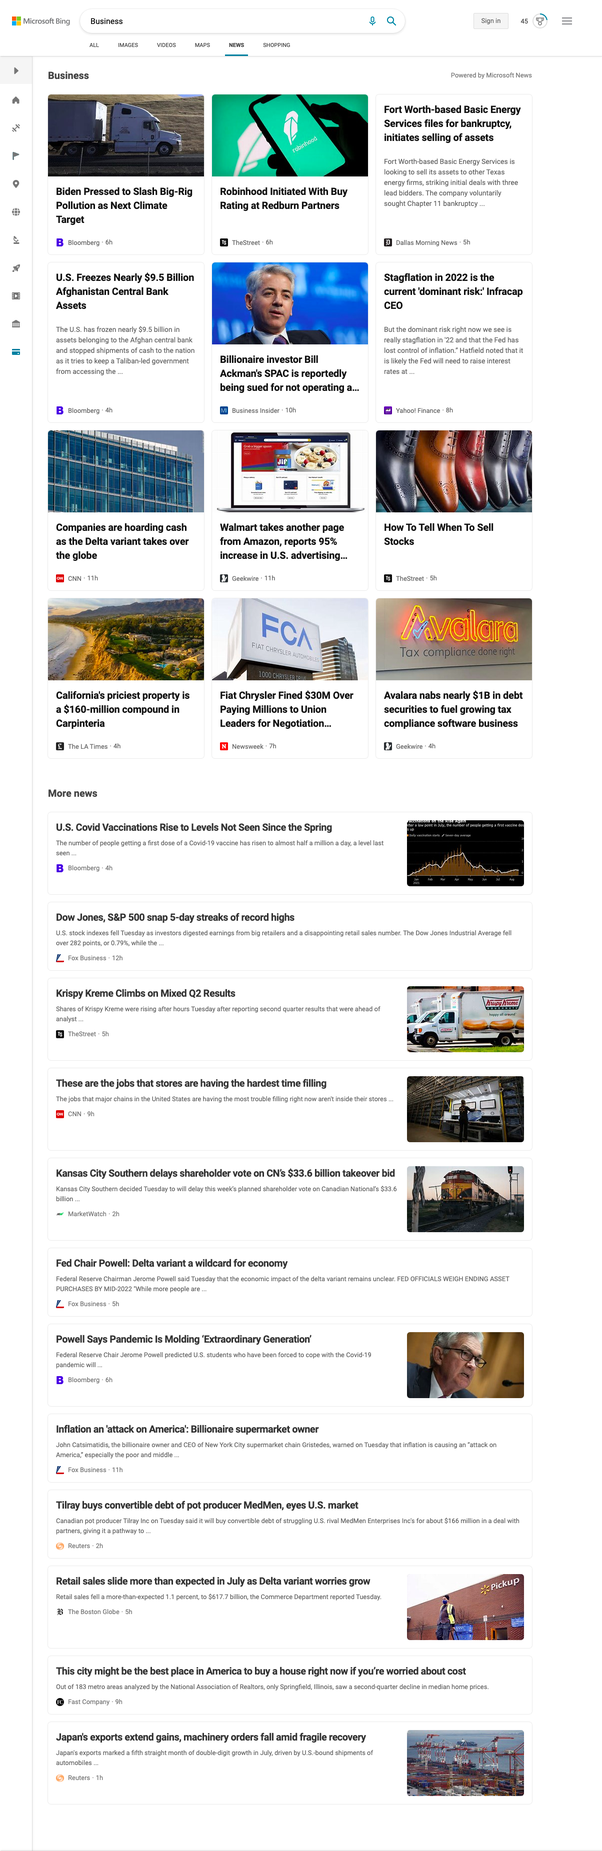 Microsoft Bing
Business
Sign in
45
ALL
IMAGES
VIDEOS
MAPS
NEWS
SHOPPING
Business
Powered by Microsoft News
Biden Pressed to Slash Big-Rig
Pollution as Next Climate
Target
Bloomberg · 6h
robinhood
Robinhood Initiated With Buy
Rating at Redburn Partners
TheStreet · 6h
Fort Worth-based Basic Energy
Services files for bankruptcy,
initiates selling of assets
Fort Worth-based Basic Energy Services is
looking to sell its assets to other Texas
energy firms, striking initial deals with three
lead bidders. The company voluntarily
sought Chapter 11 bankruptcy ...
Dallas Morning News · 5h
U.S. Freezes Nearly $9.5 Billion
Afghanistan Central Bank
Assets
The U.S. has frozen nearly $9.5 billion in
assets belonging to the Afghan central bank
and stopped shipments of cash to the nation
as it tries to keep a Taliban-led government
from accessing the ...
Bloomberg · 4h
Billionaire investor Bill
Ackman's SPAC is reportedly
being sued for not operating a...
Business Insider · 10h
Stagflation in 2022 is the
current 'dominant risk:' Infracap
CEO
But the dominant risk right now we see is
really stagflation in '22 and that the Fed has
lost control of inflation." Hatfield noted that it
is likely the Fed will need to raise interest
rates at ...
Yahoo! Finance · 8h
Companies are hoarding cash
as the Delta variant takes over
the globe
CNN · 11h
JIF
Walmart takes another page
from Amazon, reports 95%
increase in U.S. advertising...
Geekwire · 11h
How To Tell When To Sell
Stocks
TheStreet · 5h
California's priciest property is
a $160-million compound in
Carpinteria
The LA Times · 4h
FCA
FIAT CHRYSLER AUTOMOBILES
1000 CHRYSLER DRIVE
Fiat Chrysler Fined $30M Over
Paying Millions to Union
Leaders for Negotiation...
Newsweek · 7h
Avalara
Tax compliance done right
Avalara nabs nearly $1B in debt
securities to fuel growing tax
compliance software business
Geekwire · 4h
More news
U.S. Covid Vaccinations Rise to Levels Not Seen Since the Spring
The number of people getting a first dose of a Covid-19 vaccine has risen to almost half a million a day, a level last
seen ...
Bloomberg · 4h
Dow Jones, S&P 500 snap 5-day streaks of record highs
U.S. stock indexes fell Tuesday as investors digested earnings from big retailers and a disappointing retail sales number. The Dow Jones Industrial Average fell
over 282 points, or 0.79%, while the ...
Fox Business · 12h
Krispy Kreme Climbs on Mixed Q2 Results
Shares of Krispy Kreme were rising after hours Tuesday after reporting second quarter results that were ahead of
analyst ...
TheStreet · 5h
Krispy Kreme
These are the jobs that stores are having the hardest time filling
The jobs that major chains in the United States are having the most trouble filling right now aren't inside their stores ...
CNN · 9h
Kansas City Southern delays shareholder vote on CN's $33.6 billion takeover bid
Kansas City Southern decided Tuesday to will delay this week's planned shareholder vote on Canadian National's $33.6
billion ...
MarketWatch · 2h
Fed Chair Powell: Delta variant a wildcard for economy
Federal Reserve Chairman Jerome Powell said Tuesday that the economic impact of the delta variant remains unclear. FED OFFICIALS WEIGH ENDING ASSET
PURCHASES BY MID-2022 "While more people are ...
Fox Business · 5h
Powell Says Pandemic Is Molding 'Extraordinary Generation'
Federal Reserve Chair Jerome Powell predicted U.S. students who have been forced to cope with the Covid-19
pandemic will ...
Bloomberg · 6h
Inflation an 'attack on America': Billionaire supermarket owner
John Catsimatidis, the billionaire owner and CEO of New York City supermarket chain Gristedes, warned on Tuesday that inflation is causing an "attack on
America," especially the poor and middle ...
Fox Business · 11h
Tilray buys convertible debt of pot producer MedMen, eyes U.S. market
Canadian pot producer Tilray Inc on Tuesday said it will buy convertible debt of struggling U.S. rival MedMen Enterprises Inc's for about $166 million in a deal with
partners, giving it a pathway to ...
Reuters · 2h
Retail sales slide more than expected in July as Delta variant worries grow
Retail sales fell a more-than-expected 1.1 percent, to $617.7 billion, the Commerce Department reported Tuesday.
The Boston Globe · 5h
Pickup
This city might be the best place in America to buy a house right now if you're worried about cost
Out of 183 metro areas analyzed by the National Association of Realtors, only Springfield, Illinois, saw a second-quarter decline in median home prices.
Fast Company · 9h
Japan's exports extend gains, machinery orders fall amid fragile recovery
Japan's exports marked a fifth straight month of double-digit growth in July, driven by U.S.-bound shipments of
automobiles ...
Reuters · 1h